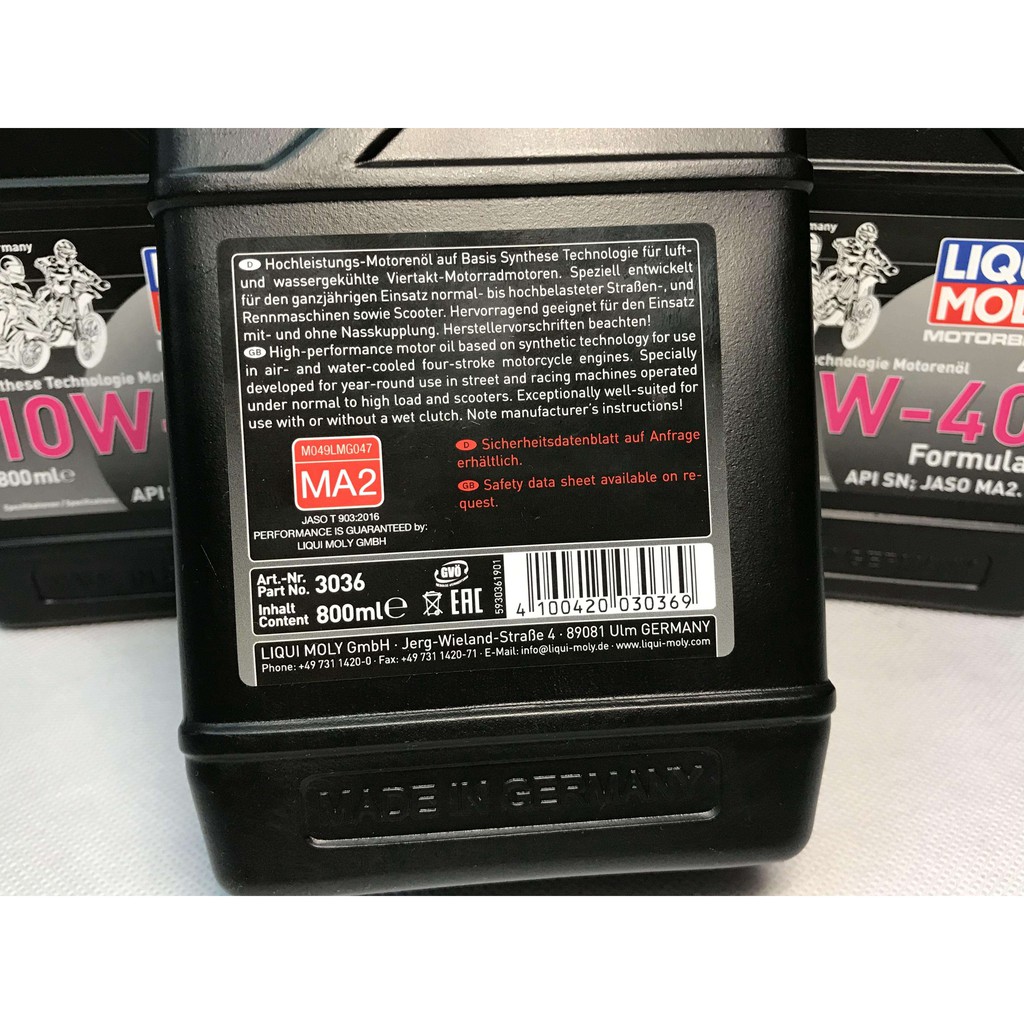 D Hochleistungs-Motorenöl auf Basis Synthese Technologie für luft-
und wassergekühlte Viertakt-Motorradmotoren. Speziell entwickelt
für den ganzjährigen Einsatz normal- bis hochbelasteter Straßen-, und
Rennmaschinen sowie Scooter. Hervorragend geeignet für den Einsatz
mit- und ohne Nasskupplung. Herstellervorschriften beachten!
GB High-performance motor oil based on synthetic technology for use
in air- and water-cooled four-stroke motorcycle engines. Specially
developed for year-round use in street and racing machines operated
under normal to high load and scooters. Exceptionally well-suited for
use with or without a wet clutch. Note manufacturer's instructions!
M049LMG047
MA2
JASO T 903:2016
PERFORMANCE IS GUARANTEED by:
LIQUI MOLY GMBH
D Sicherheitsdatenblatt auf Anfrage
erhältlich.
GB Safety data sheet available on re-
quest.
Art.-Nr.
Part No. 3036
Inhalt
Content 800ml e
GVÖ
EAC
5930361901
4 100420 030369
LIQUI MOLY GmbH · Jerg-Wieland-Straße 4 · 89081 Ulm GERMANY
Phone: +49 731 1420-0 · Fax: +49 731 1420-71 · E-Mail: info@liqui-moly.de · www.liqui-moly.com
MADE IN GERMANY
many
these Technologie Mot
10W-
800ml e
API S
LIQU
MOLY
MOTORB
chnologie Motorenöl
W-40
Formula
API SN; JASO MA2.
GERMANY